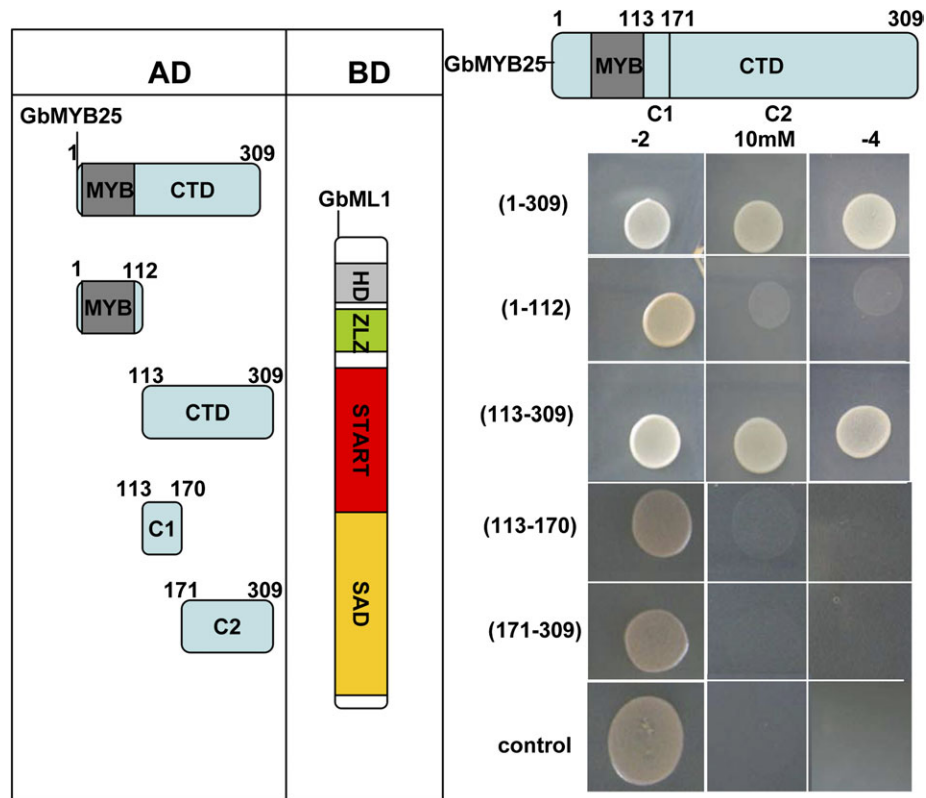 AD
BD
GbMYB25
1
309
MYB
CTD
1
112
MYB
113
309
CTD
113
170
C1
171
309
C2
GbML1
HD
ZLZ
START
SAD
1
113
171
309
GbMYB25
MYB
CTD
C1
C2
-2
10mM
-4
(1-309)
(1-112)
(113-309)
(113-170)
(171-309)
control